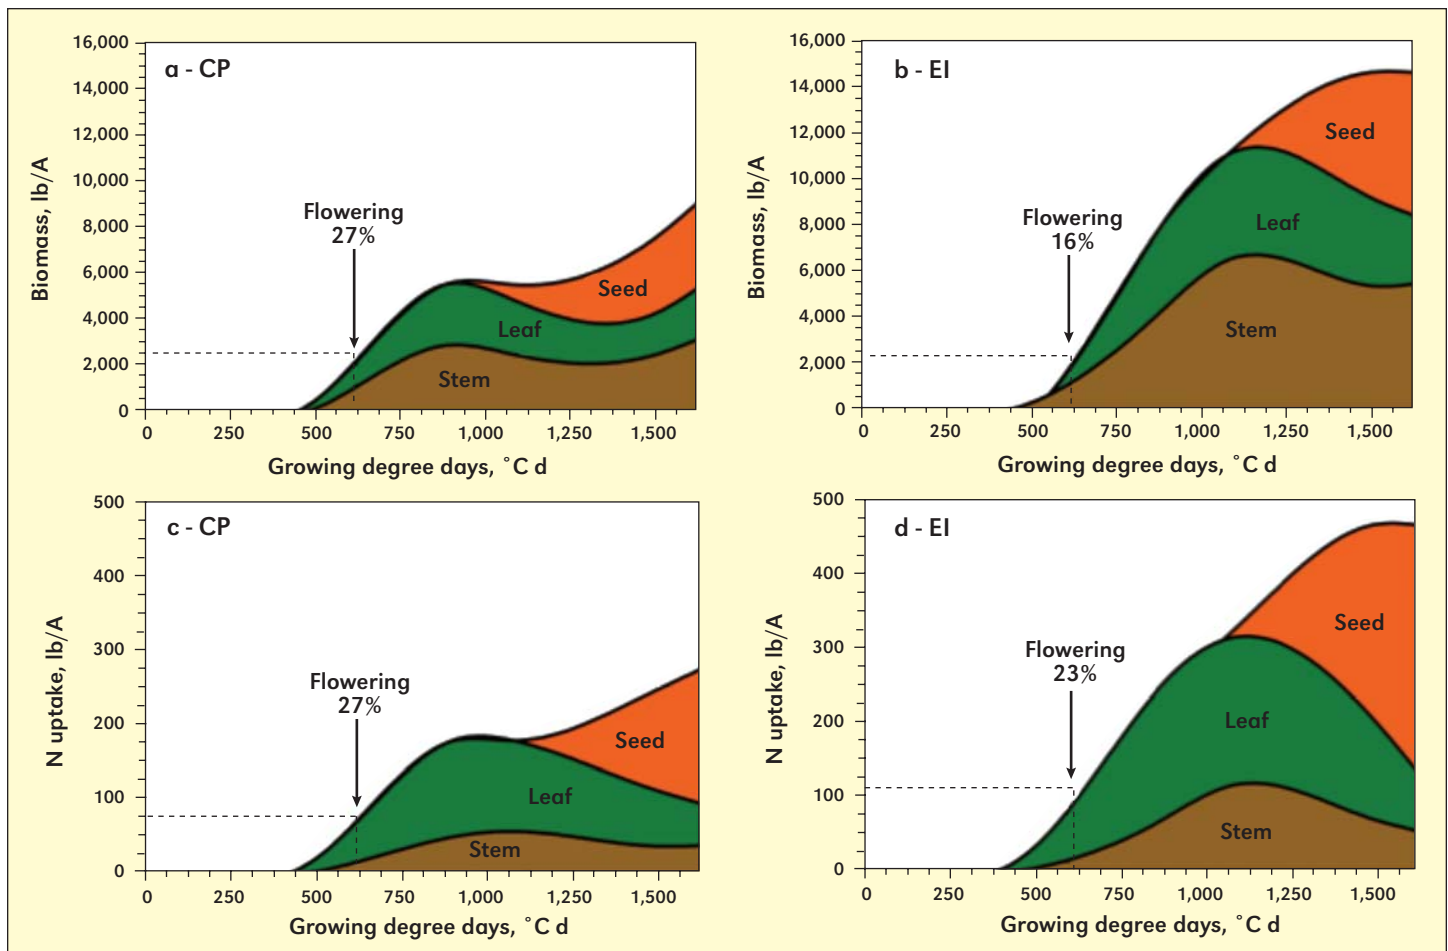 a - CP
Biomass, lb/A
16,000
14,000
12,000
10,000
8,000
6,000
4,000
2,000
0
Flowering
27%
Seed
Leaf
Stem
0 250 500 750 1,000 1,250 1,500
Growing degree days, ˚C d
b - EI
Biomass, lb/A
16,000
14,000
12,000
10,000
8,000
6,000
4,000
2,000
0
Flowering
16%
Seed
Leaf
Stem
0 250 500 750 1,000 1,250 1,500
Growing degree days, ˚C d
c - CP
N uptake, lb/A
500
400
300
200
100
0
Flowering
27%
Seed
Leaf
Stem
0 250 500 750 1,000 1,250 1,500
Growing degree days, ˚C d
d - EI
N uptake, lb/A
500
400
300
200
100
0
Flowering
23%
Seed
Leaf
Stem
0 250 500 750 1,000 1,250 1,500
Growing degree days, ˚C d